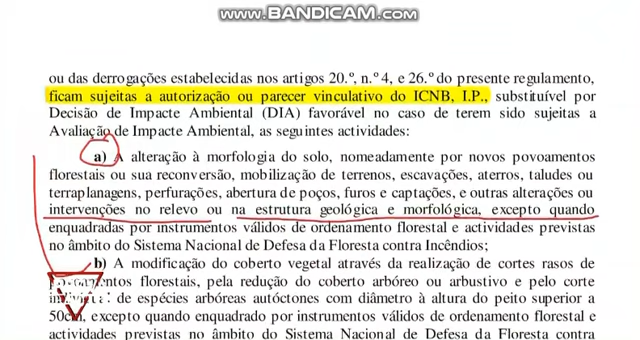 www.BANDICAM.com
ou das derrogações estabelecidas nos artigos 20.º, n.º 4, e 26.º do presente regulamento,
ficam sujeitas a autorização ou parecer vinculativo do ICNB, I.P., substituível por
Decisão de Impacte Ambiental (DIA) favorável no caso de terem sido sujeitas a
Avaliação de Impacte Ambiental, as seguintes actividades:
a) A alteração à morfologia do solo, nomeadamente por novos povoamentos
florestais ou sua reconversão, mobilização de terrenos, escavações, aterros, taludes ou
terraplanagens, perfurações, abertura de poços, furos e captações, e outras alterações ou
intervenções no relevo ou na estrutura geológica e morfológica, excepto quando
enquadradas por instrumentos válidos de ordenamento florestal e actividades previstas
no âmbito do Sistema Nacional de Defesa da Floresta contra Incêndios;
b) A modificação do coberto vegetal através da realização de cortes rasos de
florestais, pela redução do coberto arbóreo ou arbustivo e pelo corte
de espécies arbóreas autóctones com diâmetro à altura do peito superior a
50cm, excepto quando enquadrado por instrumentos válidos de ordenamento florestal e
actividades previstas no âmbito do Sistema Nacional de Defesa da Floresta contra